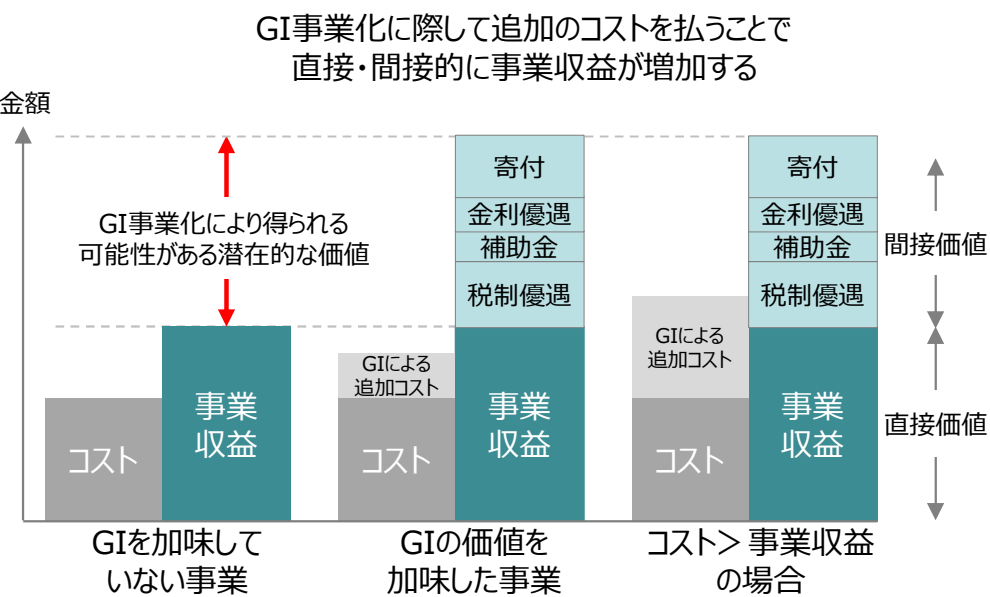 GI事業化に際して追加のコストを払うことで
直接・間接的に事業収益が増加する
金額
GI事業化により得られる
可能性がある潜在的な価値
コスト
事業
収益
GIを加味して
いない事業
GIによる
追加コスト
コスト
寄付
金利優遇
補助金
税制優遇
事業
収益
GIの価値を
加味した事業
GIによる
追加コスト
コスト
寄付
金利優遇
補助金
税制優遇
事業
収益
コスト＞事業収益
の場合
間接価値
直接価値